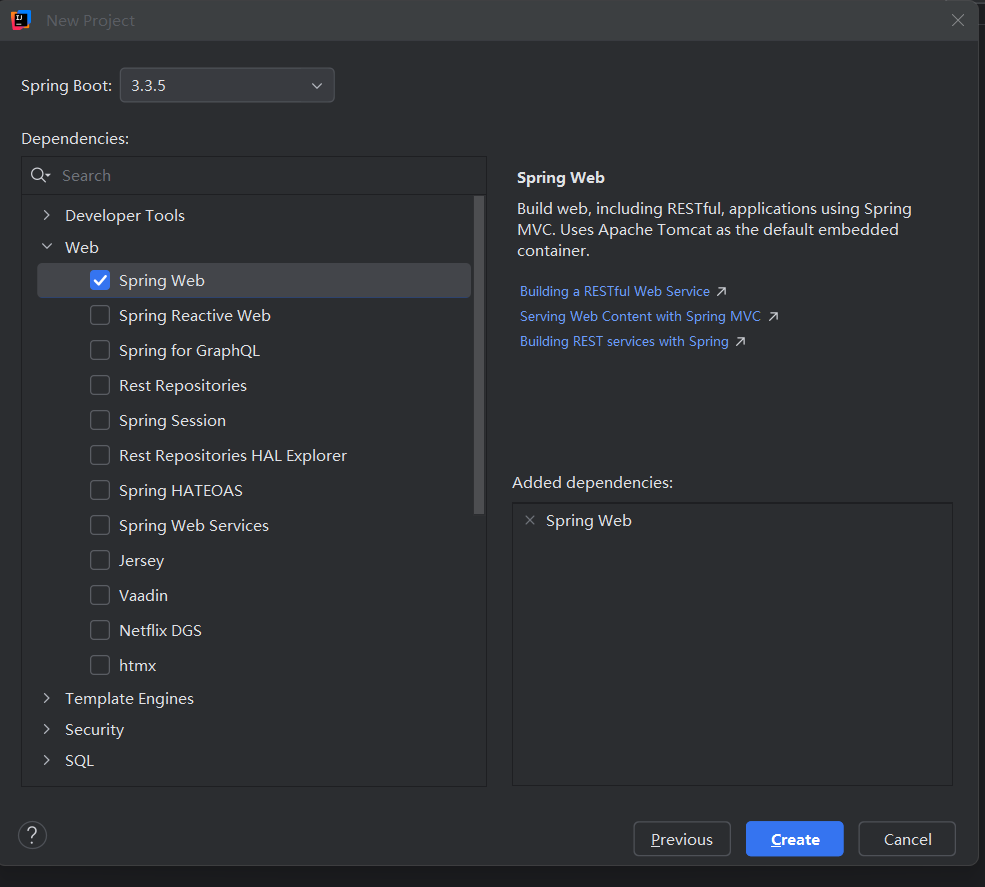 New Project
Spring Boot: 3.3.5
Dependencies:
Search
Developer Tools
Web
Spring Web
Spring Reactive Web
Spring for GraphQL
Rest Repositories
Spring Session
Rest Repositories HAL Explorer
Spring HATEOAS
Spring Web Services
Jersey
Vaadin
Netflix DGS
htmx
Template Engines
Security
SQL
Spring Web
Build web, including RESTful, applications using Spring
MVC. Uses Apache Tomcat as the default embedded
container.
Building a RESTful Web Service
Serving Web Content with Spring MVC
Building REST services with Spring
Added dependencies:
Spring Web
?
Previous
Create
Cancel